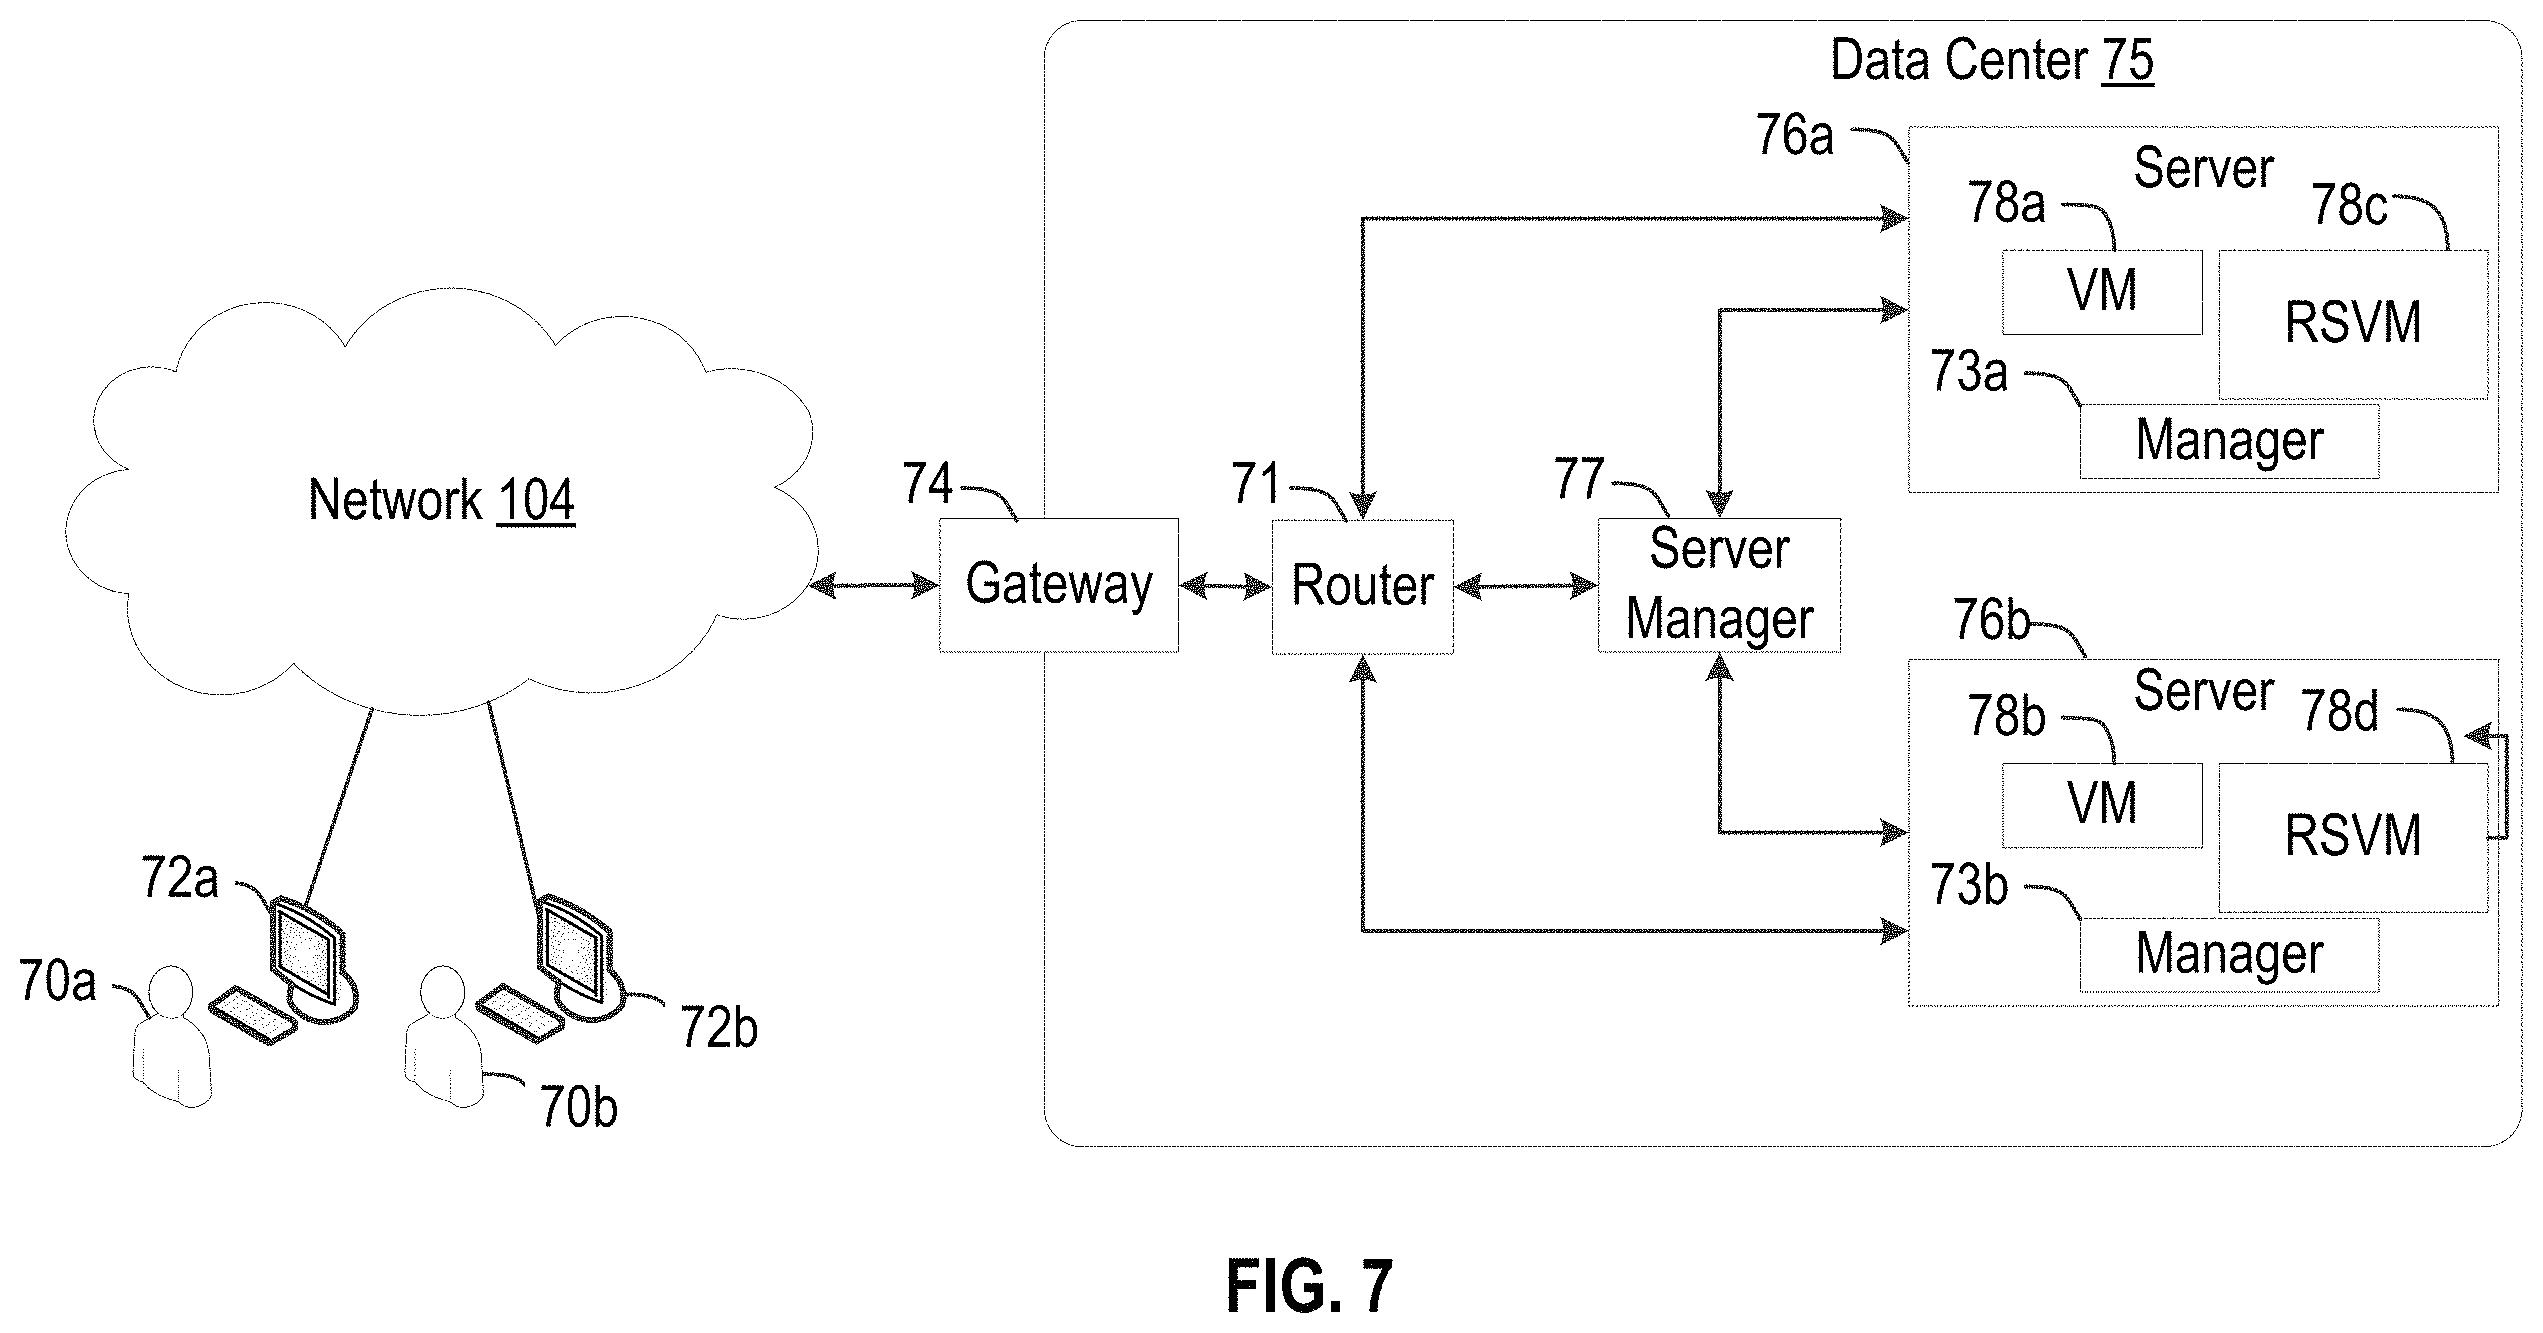 Data Center 75
76a
Server
78a
78c
VM
RSVM
73a
Manager
Network 104
74
71
77
Gateway
Router
Server
Manager
76b
Server
78b
78d
VM
RSVM
73b
Manager
72a
70a
72b
70b
FIG. 7